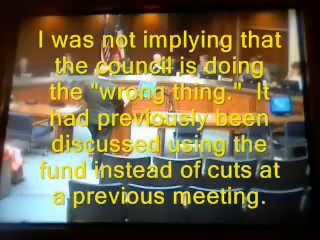 I was not implying that
the council is doing
the "wrong thing."  It
had previously been
discussed using the
fund instead of cuts at
a previous meeting.